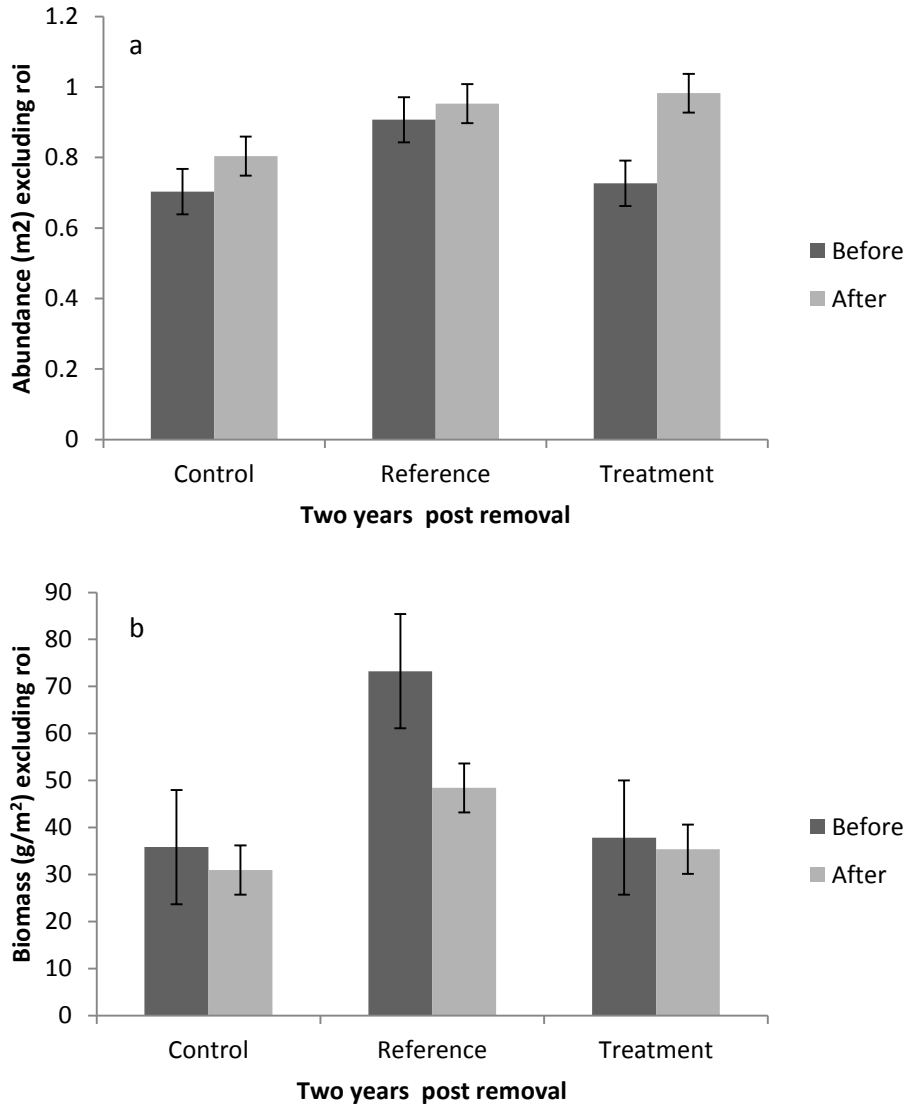 1.2
a
1
0.8
0.6
0.4
0.2
0
Abundance (m2) excluding roi
Control Reference Treatment
Two years post removal
Before
After
90
b
80
70
60
50
40
30
20
10
0
Biomass (g/m²) excluding roi
Control Reference Treatment
Two years post removal
Before
After